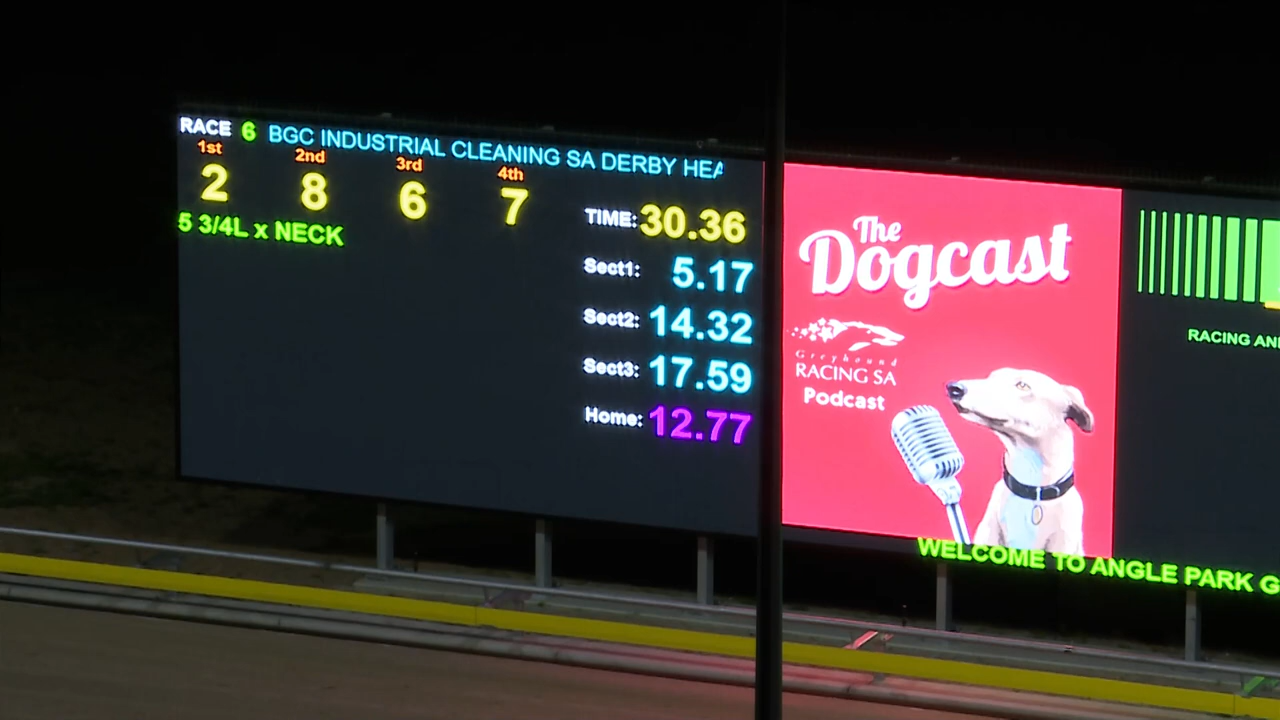 RACE 6 BGC INDUSTRIAL CLEANING SA DERBY
1st 2nd 3rd 4th
2 8 6 7
5 3/4L x NECK
TIME: 30.36
Sect1: 5.17
Sect2: 14.32
Sect3: 17.59
Home: 12.77
The
Dogcast
Greyhound
RACING SA
Podcast
RACING
WELCOME TO ANGLE PARK